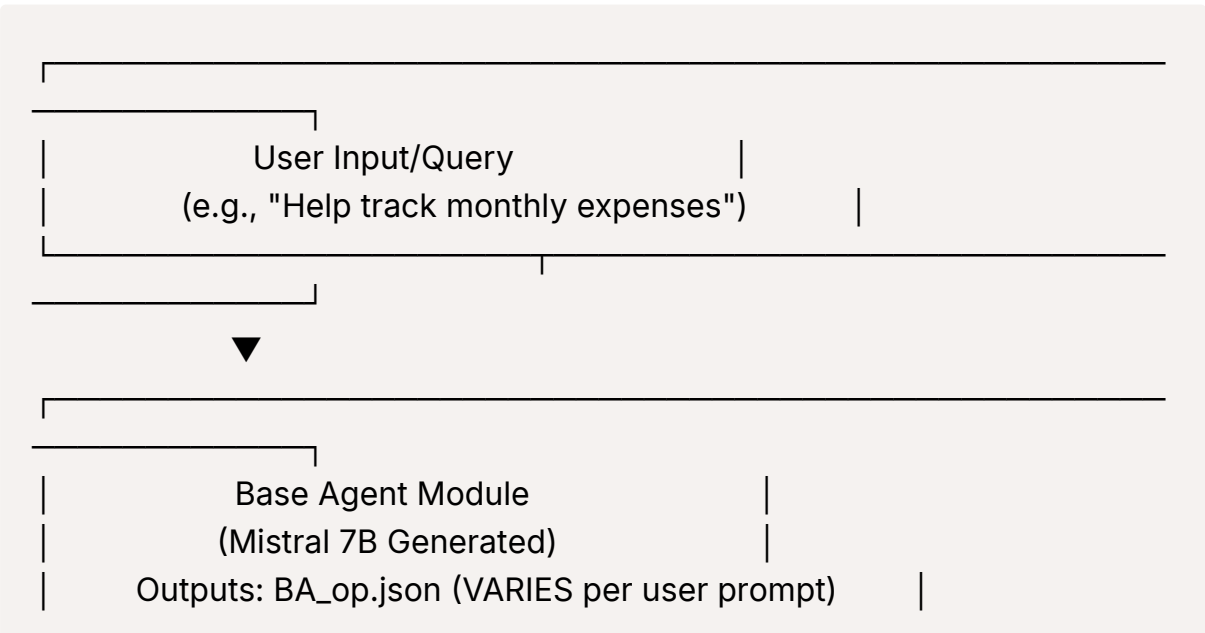 User Input/Query
(e.g., "Help track monthly expenses")
▼
Base Agent Module
(Mistral 7B Generated)
Outputs: BA_op.json (VARIES per user prompt)